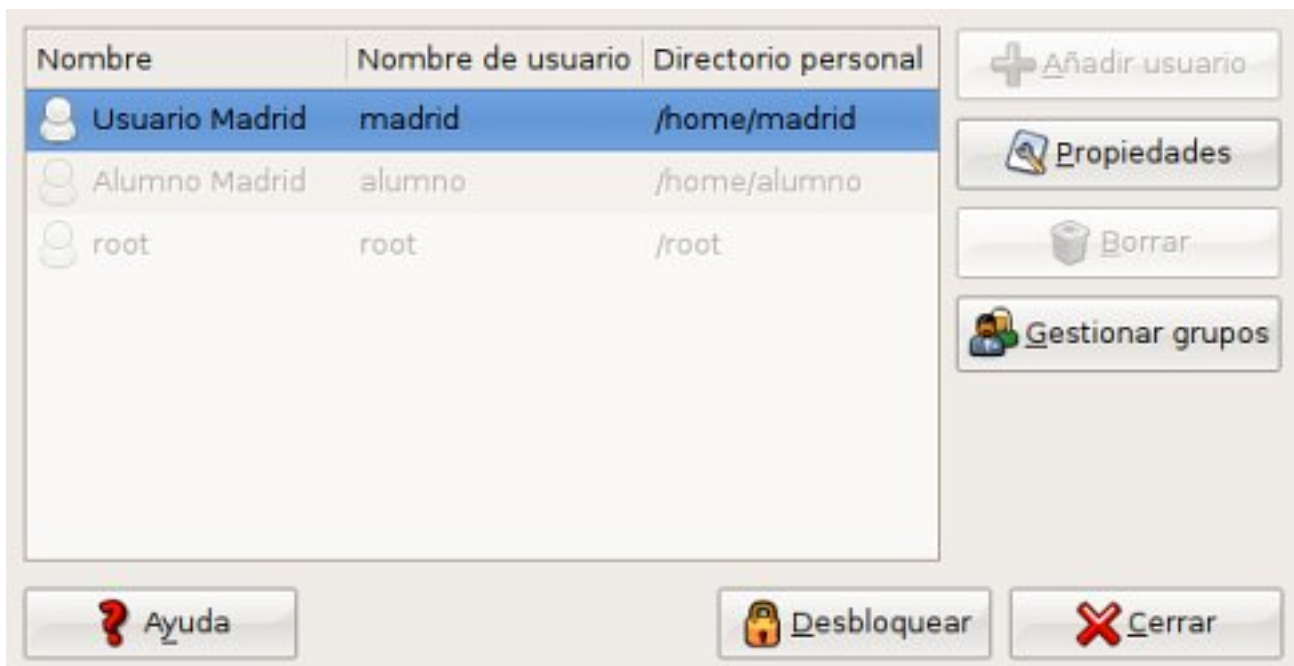 Nombre Nombre de usuario Directorio personal
Usuario Madrid madrid /home/madrid
Alumno Madrid alumno /home/alumno
root root /root
Añadir usuario
Propiedades
Borrar
Gestionar grupos
Ayuda
Desbloquear
Cerrar